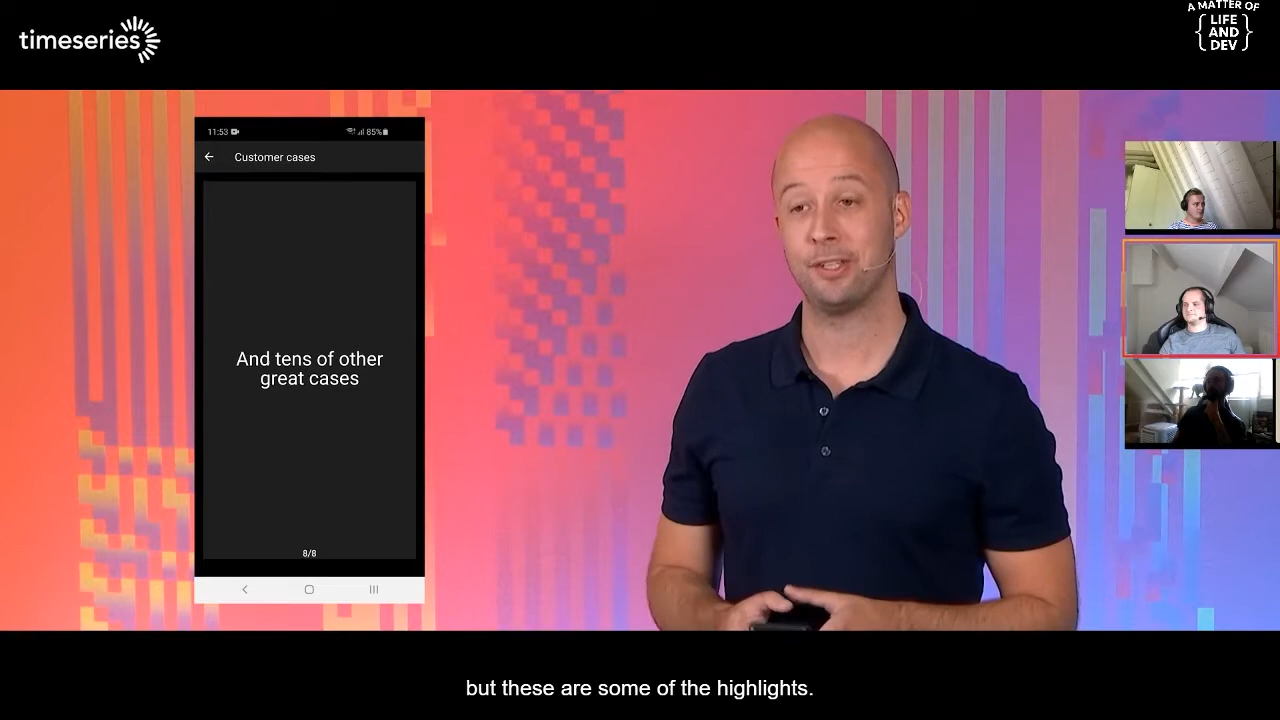 timeseries
A MATTER OF
LIFE
AND
DEV
11:53
85%
Customer cases
And tens of other
great cases
8/8
but these are some of the highlights.